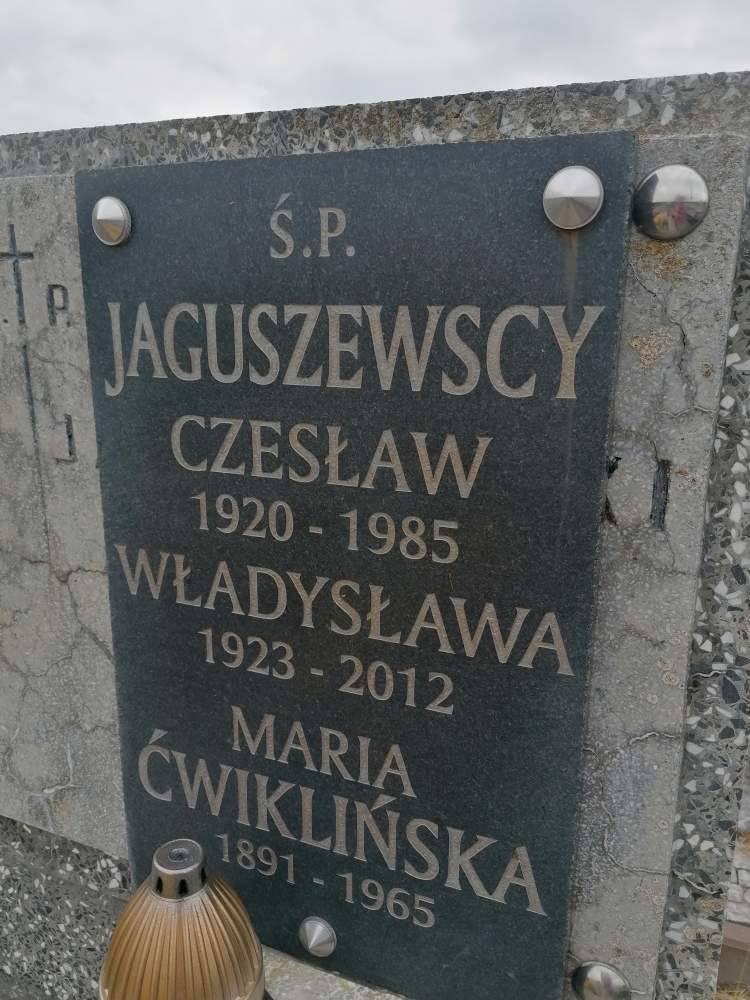 Ś.P.
JAGUSZEWSCY
CZESŁAW
1920 - 1985
WŁADYSŁAWA
1923 - 2012
MARIA
ĆWIKLIŃSKA
1891 - 1965